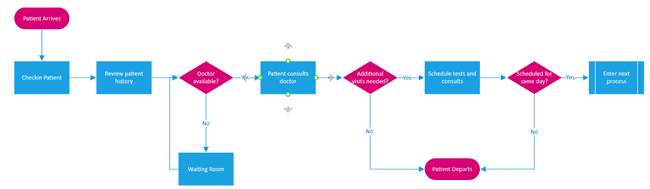 Patient Arrives
Checkin Patient
Review patient
history
Doctor
available?
Yes
Patient consults
doctor
Additional
visits needed?
Yes
Schedule tests and
consults
Scheduled for
same day?
Yes
Enter next
process
No
No
No
Waiting Room
Patient Departs